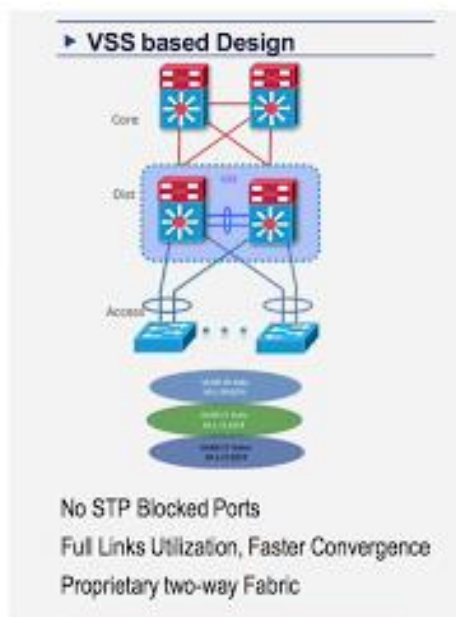 VSS based Design
Core
Dist
VSS
Access
No STP Blocked Ports
Full Links Utilization, Faster Convergence
Proprietary two-way Fabric